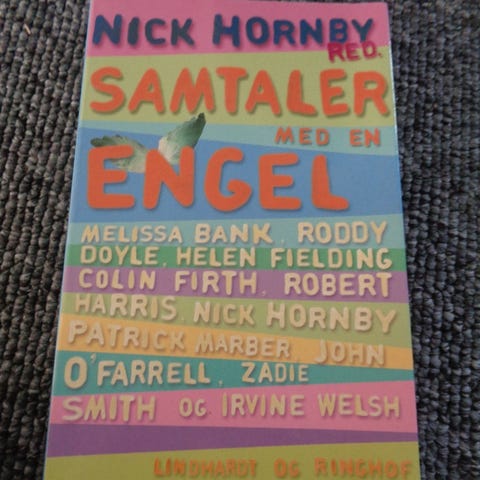 NICK HORNBY
RED.
SAMTALER
MED EN
ENGEL
MELISSA BANK, RODDY
DOYLE, HELEN FIELDING
COLIN FIRTH, ROBERT
HARRIS, NICK HORNBY
PATRICK MARBER, JOHN
O'FARRELL, ZADIE
SMITH OG IRVINE WELSH
LINDHARDT OG RINGHOF